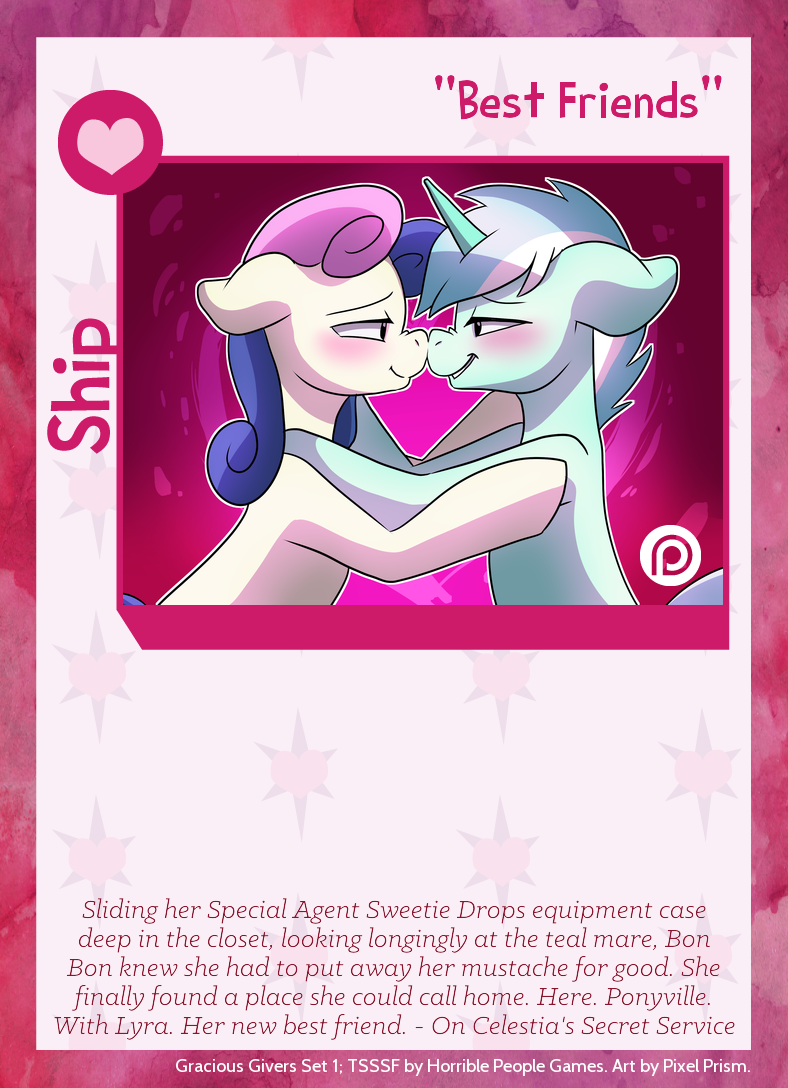 "Best Friends"
Ship
Sliding her Special Agent Sweetie Drops equipment case
deep in the closet, looking longingly at the teal mare, Bon
Bon knew she had to put away her mustache for good. She
finally found a place she could call home. Here. Ponyville.
With Lyra. Her new best friend. - On Celestia's Secret Service
Gracious Givers Set 1; TSSSF by Horrible People Games. Art by Pixel Prism.